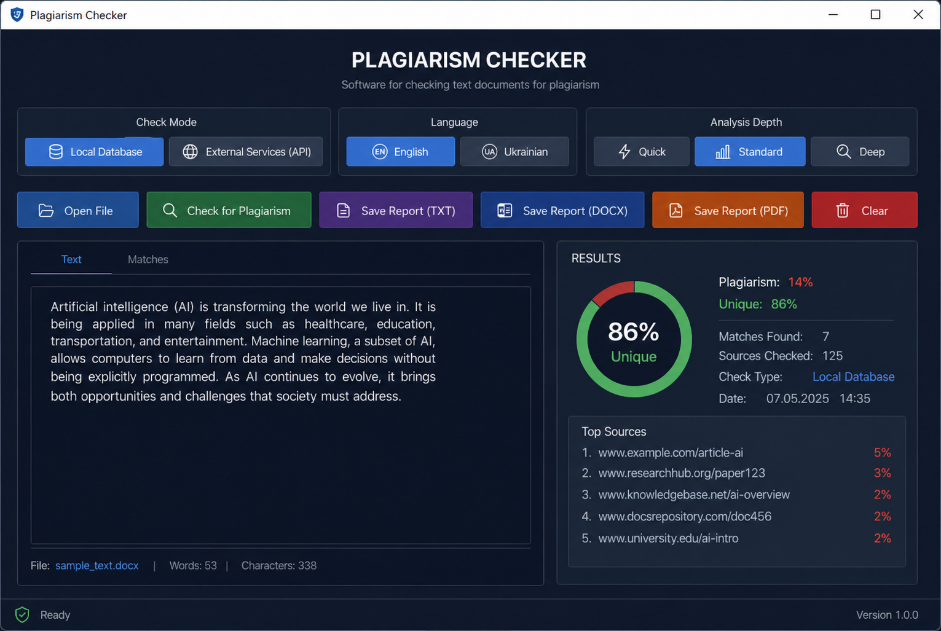 Plagiarism Checker
PLAGIARISM CHECKER
Software for checking text documents for plagiarism
Check Mode
Local Database
External Services (API)
Language
EN English
UA Ukrainian
Analysis Depth
Quick
Standard
Deep
Open File
Check for Plagiarism
Save Report (TXT)
Save Report (DOCX)
Save Report (PDF)
Clear
Text
Matches
Artificial intelligence (AI) is transforming the world we live in. It is
being applied in many fields such as healthcare, education,
transportation, and entertainment. Machine learning, a subset of AI,
allows computers to learn from data and make decisions without
being explicitly programmed. As AI continues to evolve, it brings
both opportunities and challenges that society must address.
File: sample_text.docx | Words: 53 | Characters: 338
RESULTS
86%
Unique
Plagiarism: 14%
Unique: 86%
Matches Found: 7
Sources Checked: 125
Check Type: Local Database
Date: 07.05.2025 14:35
Top Sources
1. www.example.com/article-ai 5%
2. www.researchhub.org/paper123 3%
3. www.knowledgebase.net/ai-overview 2%
4. www.docsrepository.com/doc456 2%
5. www.university.edu/ai-intro 2%
Ready
Version 1.0.0